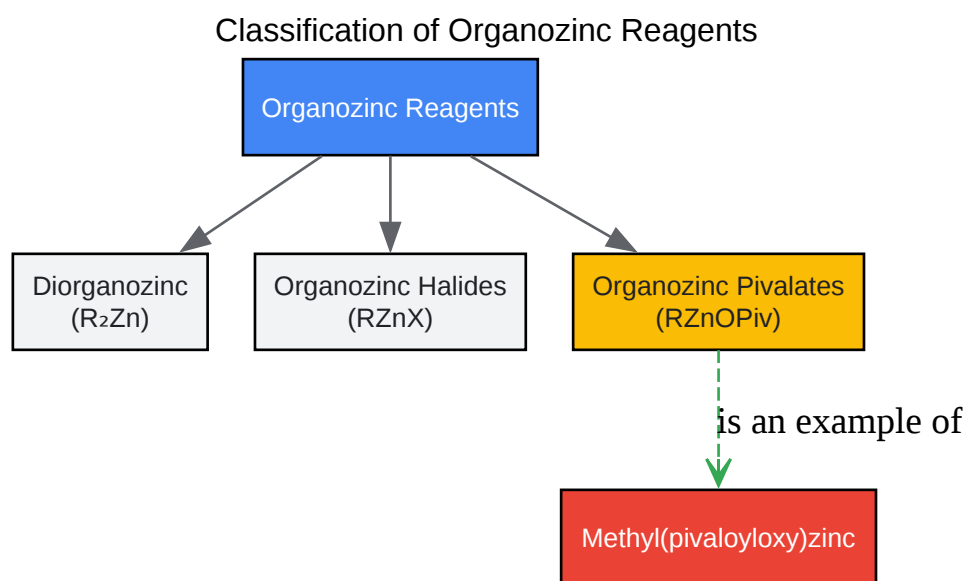 Classification of Organozinc Reagents
Organozinc Reagents
Diorganozinc
(R₂Zn)
Organozinc Halides
(RZnX)
Organozinc Pivalates
(RZnOPiv)
is an example of
Methyl(pivaloyloxy)zinc